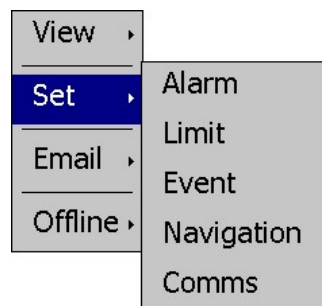 View
Set
Email
Offline
Alarm
Limit
Event
Navigation
Comms